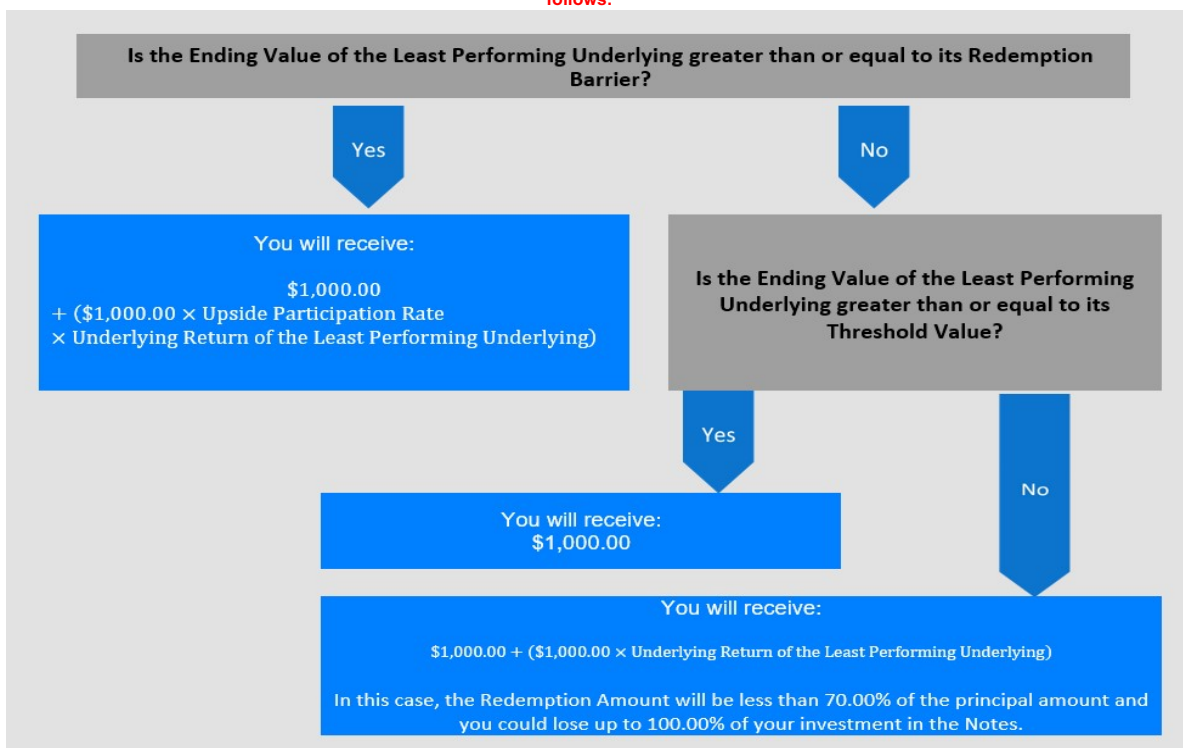 follows:
Is the Ending Value of the Least Performing Underlying greater than or equal to its Redemption
Barrier?
Yes
No
You will receive:
$1,000.00
+ ($1,000.00 × Upside Participation Rate
× Underlying Return of the Least Performing Underlying)
Is the Ending Value of the Least Performing
Underlying greater than or equal to its
Threshold Value?
Yes
No
You will receive:
$1,000.00
You will receive:
$1,000.00 + ($1,000.00 × Underlying Return of the Least Performing Underlying)
In this case, the Redemption Amount will be less than 70.00% of the principal amount and
you could lose up to 100.00% of your investment in the Notes.